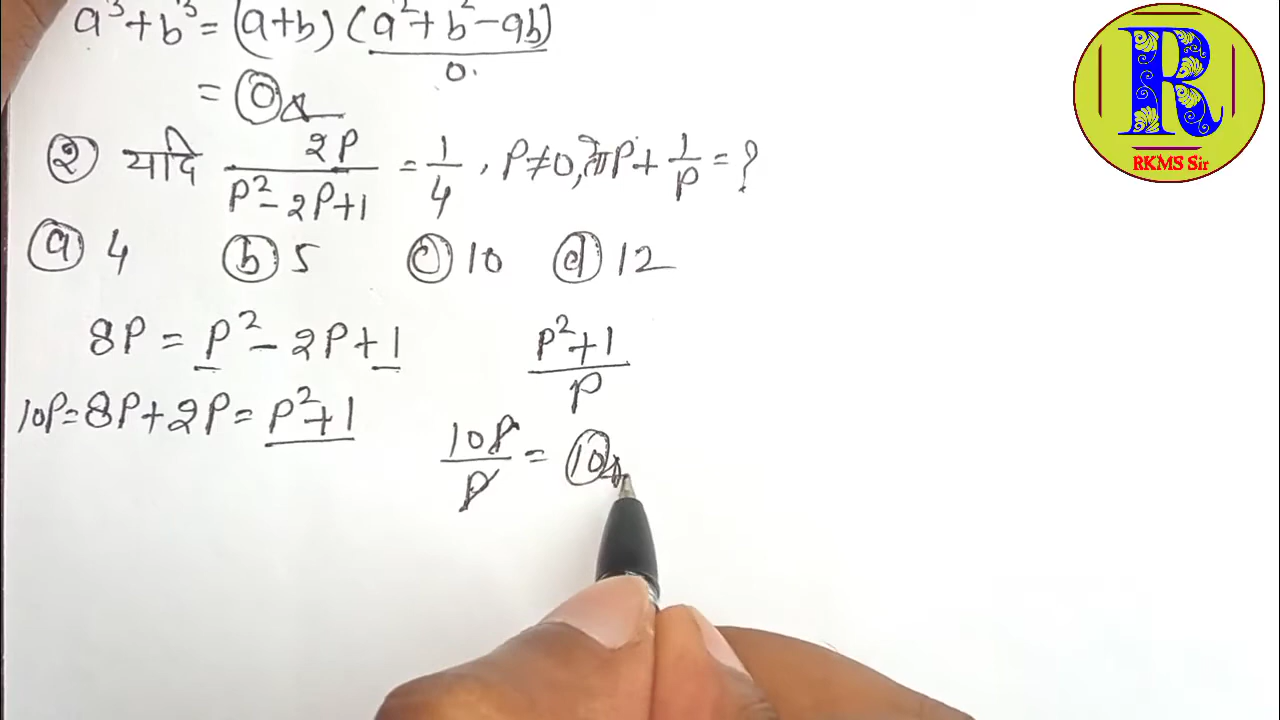 a³+b³ = (a+b) (a²+b²-ab)
0.
= 0
२ यदि 2P/(P²-2P+1) = 1/4, P≠0, तो P+1/P = ?
a 4 b 5 c 10 d 12
8P = P²-2P+1
(P²+1)/P
10P=8P+2P= P²+1
10P/P = 10
R
RKMS Sir